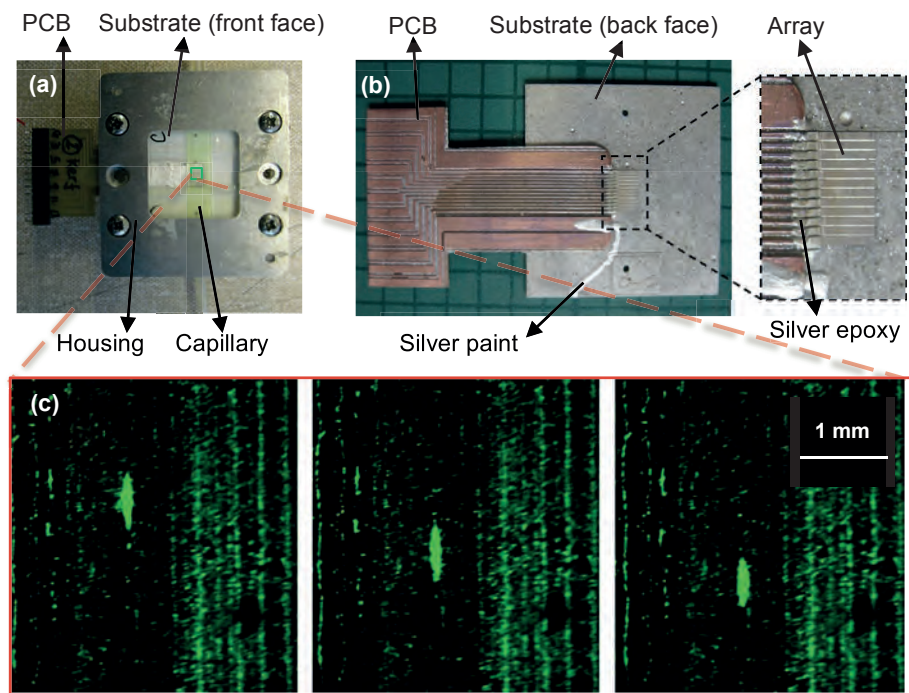 PCB Substrate (front face)
PCB Substrate (back face) Array
(a)
(b)
Housing Capillary
Silver paint
Silver epoxy
(c)
1 mm